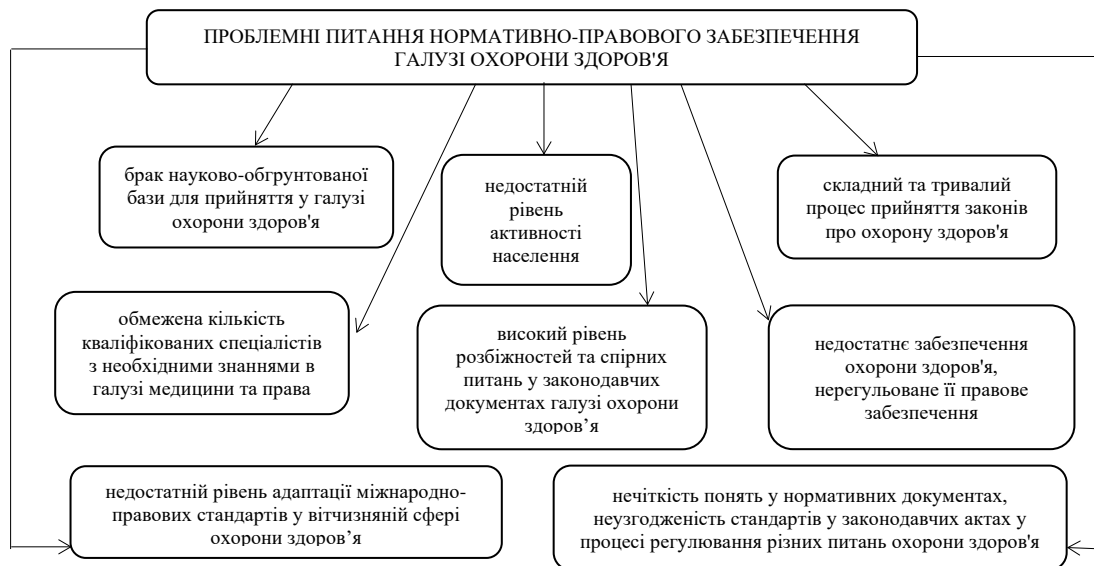 ПРОБЛЕМНІ ПИТАННЯ НОРМАТИВНО-ПРАВОВОГО ЗАБЕЗПЕЧЕННЯ
ГАЛУЗІ ОХОРОНИ ЗДОРОВ'Я
брак науково-обгрунтованої
бази для прийняття у галузі
охорони здоров'я
недостатній
рівень
активності
населення
складний та тривалий
процес прийняття законів
про охорону здоров'я
обмежена кількість
кваліфікованих спеціалістів
з необхідними знаннями в
галузі медицини та права
високий рівень
розбіжностей та спірних
питань у законодавчих
документах галузі охорони
здоров’я
недостатнє забезпечення
охорони здоров'я,
нерегульоване її правове
забезпечення
недостатній рівень адаптації міжнародно-
правових стандартів у вітчизняній сфері
охорони здоров’я
нечіткість понять у нормативних документах,
неузгодженість стандартів у законодавчих актах у
процесі регулювання різних питань охорони здоров'я